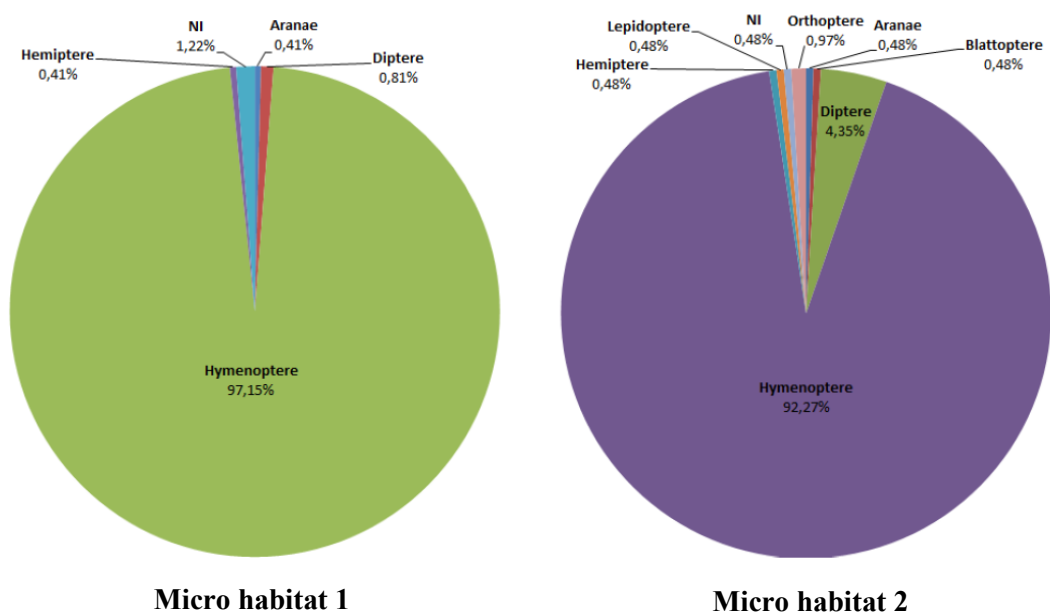 Hemiptere
0,41%
NI
1,22%
Aranae
0,41%
Diptere
0,81%
Hymenoptere
97,15%
Micro habitat 1
Hemiptere
0,48%
Lepidoptere
0,48%
NI
0,48%
Orthoptere
0,97%
Aranae
0,48%
Blattoptere
0,48%
Diptere
4,35%
Hymenoptere
92,27%
Micro habitat 2